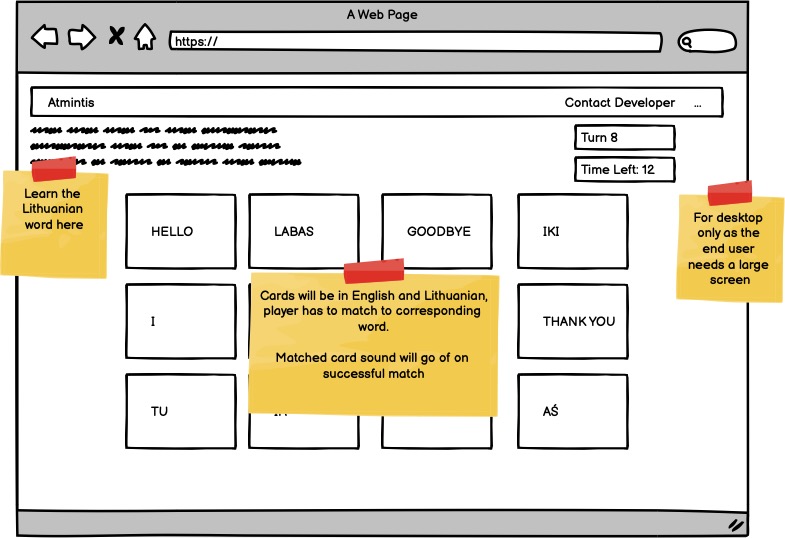 A Web Page
https://
Atmintis
Contact Developer ...
Turn 8
Time Left: 12
Learn the
Lithuanian
word here
For desktop
only as the
end user
needs a large
screen
HELLO
LABAS
GOODBYE
IKI
Cards will be in English and Lithuanian,
player has to match to corresponding
word.
Matched card sound will go of on
successful match
I
THANK YOU
TU
AŚ